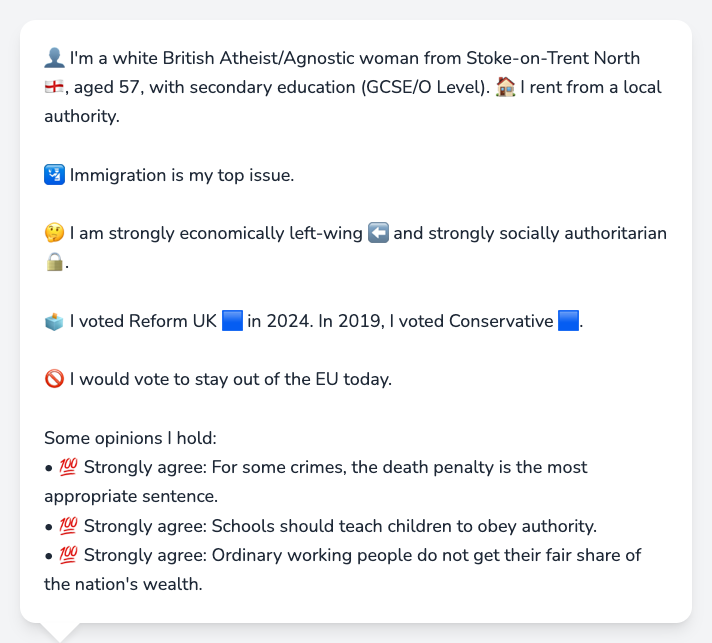 👤 I'm a white British Atheist/Agnostic woman from Stoke-on-Trent North
🏴󠁧󠁢󠁥󠁮󠁧󠁿, aged 57, with secondary education (GCSE/O Level). 🏠 I rent from a local
authority.
🛂 Immigration is my top issue.
🤔 I am strongly economically left-wing ⬅️ and strongly socially authoritarian
🔒.
🗳️ I voted Reform UK 🟦 in 2024. In 2019, I voted Conservative 🟦.
🚫 I would vote to stay out of the EU today.
Some opinions I hold:
• 💯 Strongly agree: For some crimes, the death penalty is the most
appropriate sentence.
• 💯 Strongly agree: Schools should teach children to obey authority.
• 💯 Strongly agree: Ordinary working people do not get their fair share of
the nation's wealth.